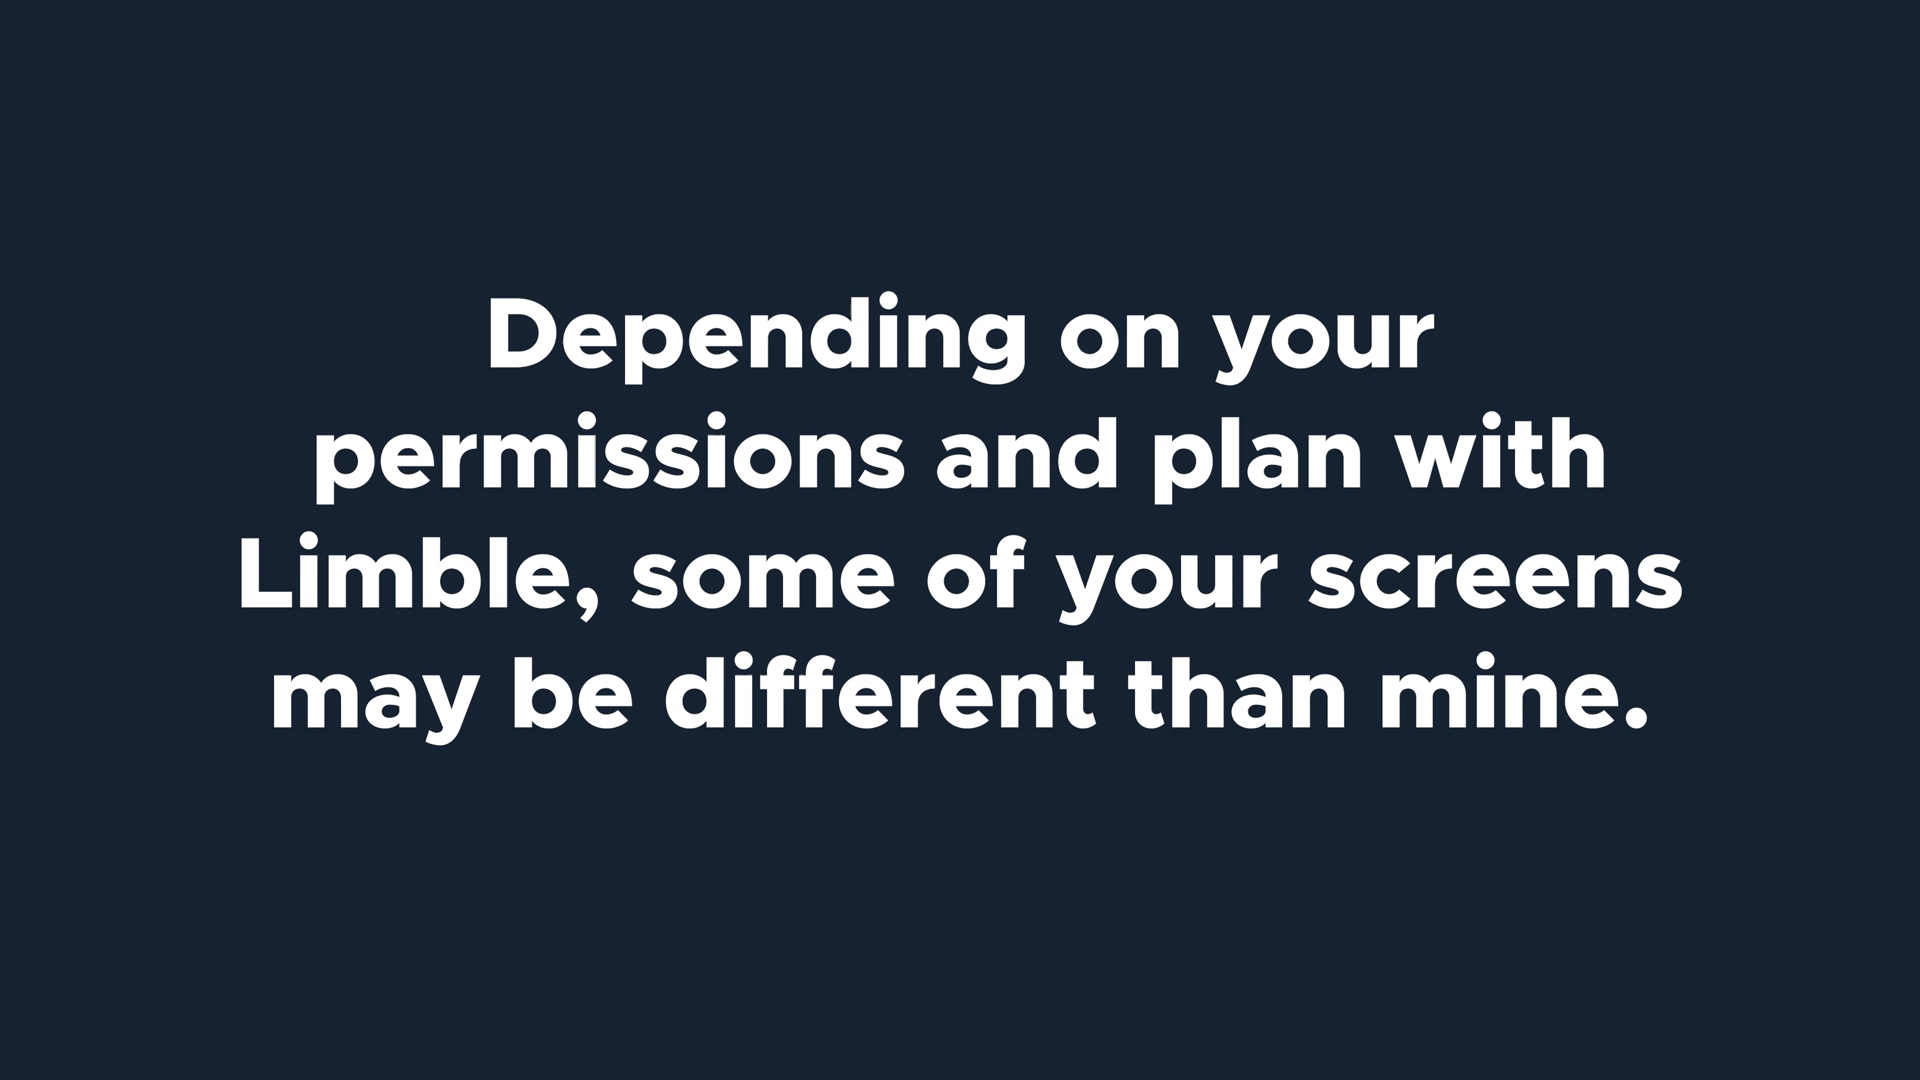 Depending on your
permissions and plan with
Limble, some of your screens
may be different than mine.